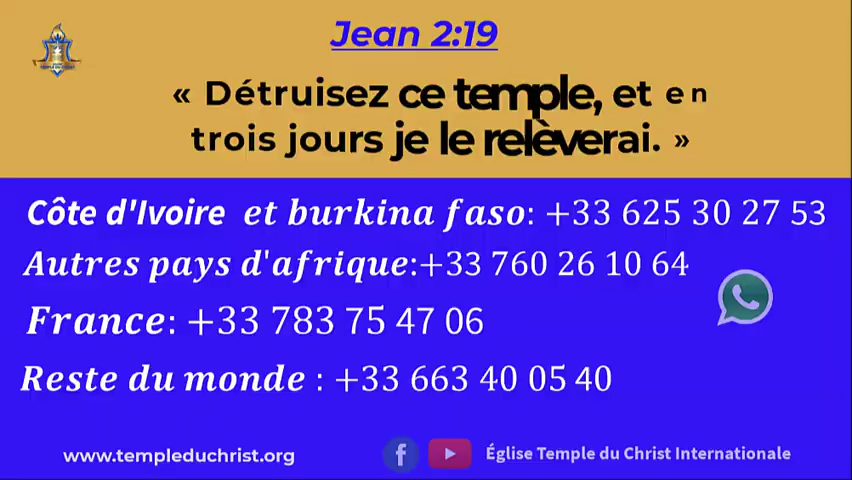 Jean 2:19
« Détruisez ce temple, et en
trois jours je le relèverai. »
Côte d'Ivoire et burkina faso: +33 625 30 27 53
Autres pays d'afrique:+33 760 26 10 64
France: +33 783 75 47 06
Reste du monde : +33 663 40 05 40
www.templeduchrist.org
Église Temple du Christ Internationale